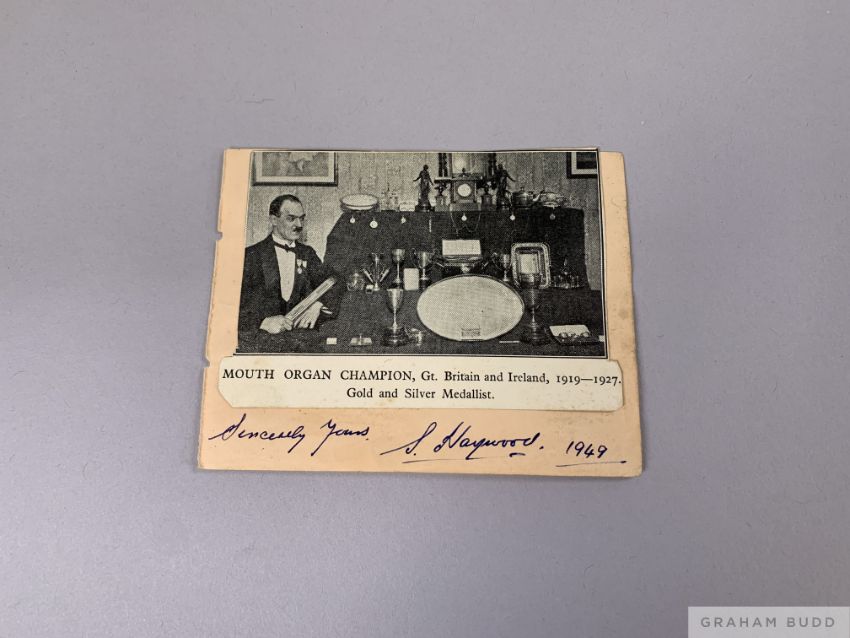 MOUTH ORGAN CHAMPION, Gt. Britain and Ireland, 1919—1927.
Gold and Silver Medallist.
Sincerely Yours. S. Haywood. 1949
GRAHAM BUDD